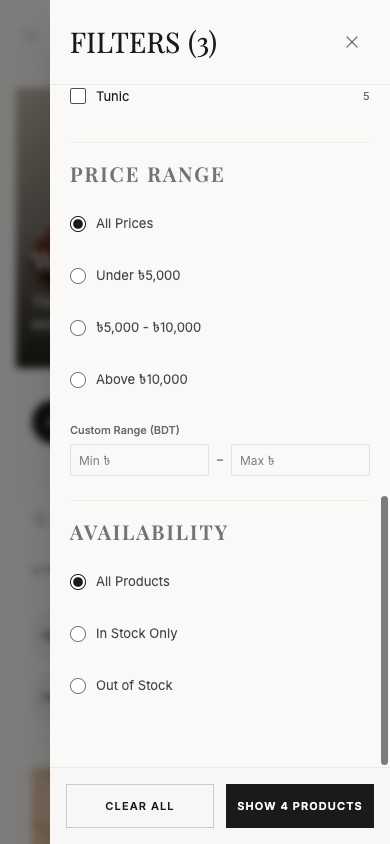 FILTERS (3)
Tunic 5
PRICE RANGE
All Prices
Under ৳5,000
৳5,000 - ৳10,000
Above ৳10,000
Custom Range (BDT)
Min ৳ – Max ৳
AVAILABILITY
All Products
In Stock Only
Out of Stock
CLEAR ALL SHOW 4 PRODUCTS